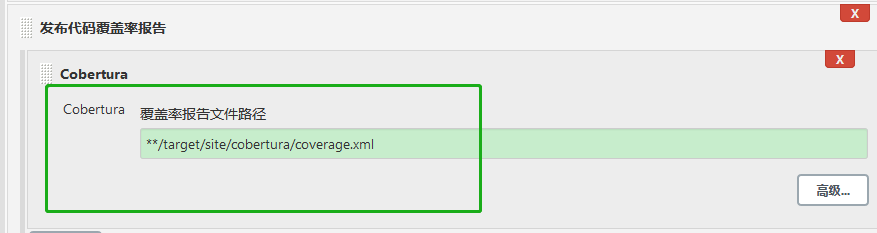 X
发布代码覆盖率报告
X
Cobertura
Cobertura 覆盖率报告文件路径
**/target/site/cobertura/coverage.xml
高级...